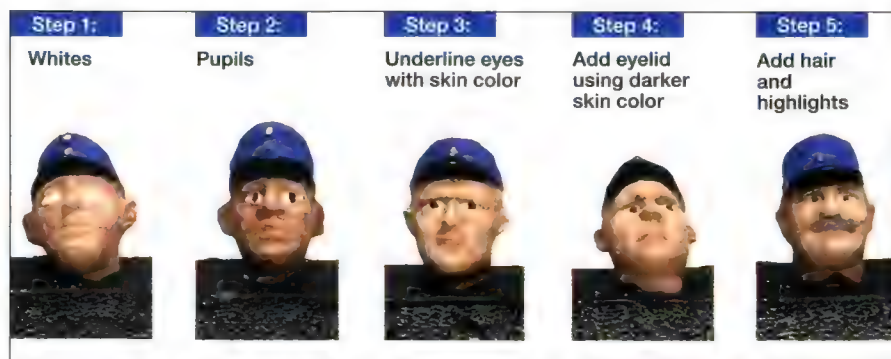 Step 1:
Whites
Step 2:
Pupils
Step 3:
Underline eyes
with skin color
Step 4:
Add eyelid
using darker
skin color
Step 5:
Add hair
and
highlights